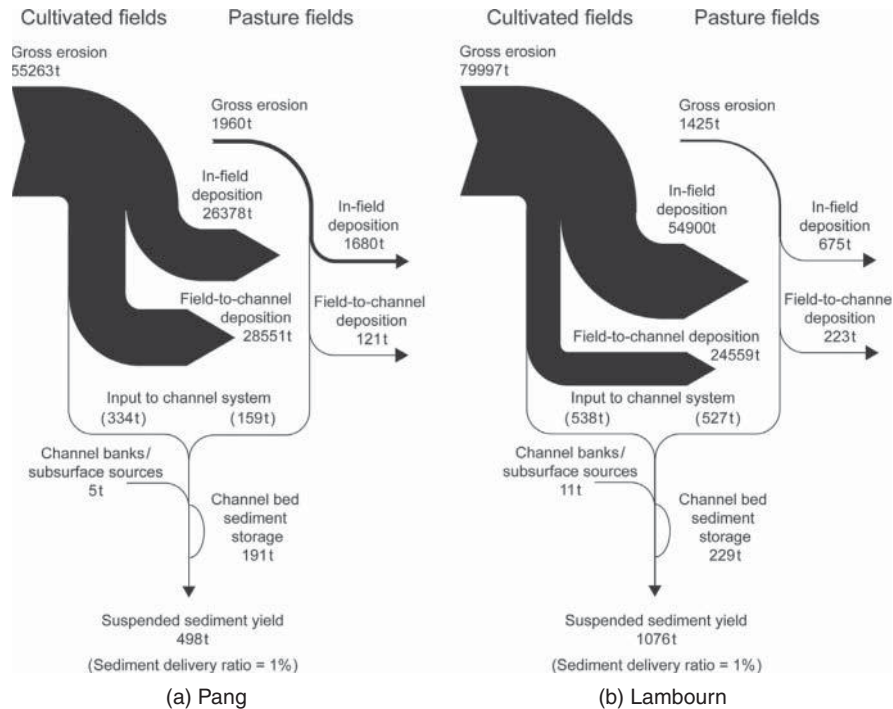 Cultivated fields
Pasture fields
Gross erosion
55263t
Gross erosion
1960t
In-field
deposition
26378t
In-field
deposition
1680t
Field-to-channel
deposition
28551t
Field-to-channel
deposition
121t
Input to channel system
(334t)
(159t)
Channel banks/
subsurface sources
5t
Channel bed
sediment
storage
191t
Suspended sediment yield
498t
(Sediment delivery ratio = 1%)
(a) Pang
Cultivated fields
Pasture fields
Gross erosion
79997t
Gross erosion
1425t
In-field
deposition
54900t
In-field
deposition
675t
Field-to-channel deposition
24559t
Field-to-channel
deposition
223t
Input to channel system
(538t)
(527t)
Channel banks/
subsurface sources
11t
Channel bed
sediment
storage
229t
Suspended sediment yield
1076t
(Sediment delivery ratio = 1%)
(b) Lambourn